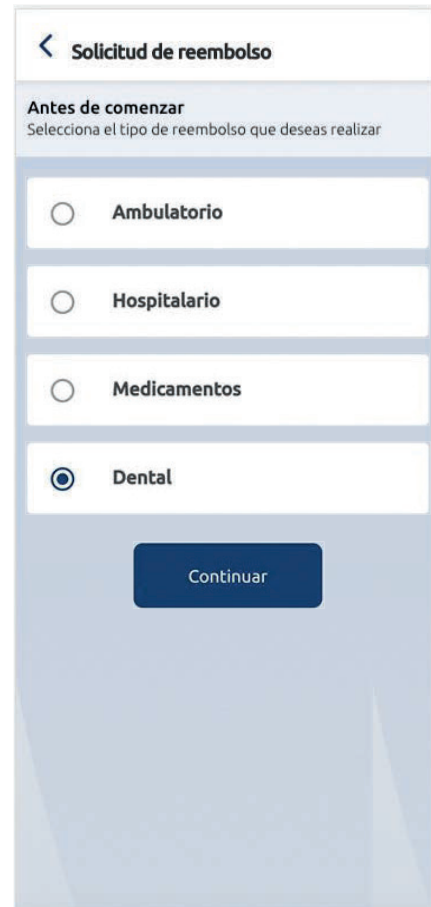 Solicitud de reembolso
Antes de comenzar
Selecciona el tipo de reembolso que deseas realizar
Ambulatorio
Hospitalario
Medicamentos
Dental
Continuar